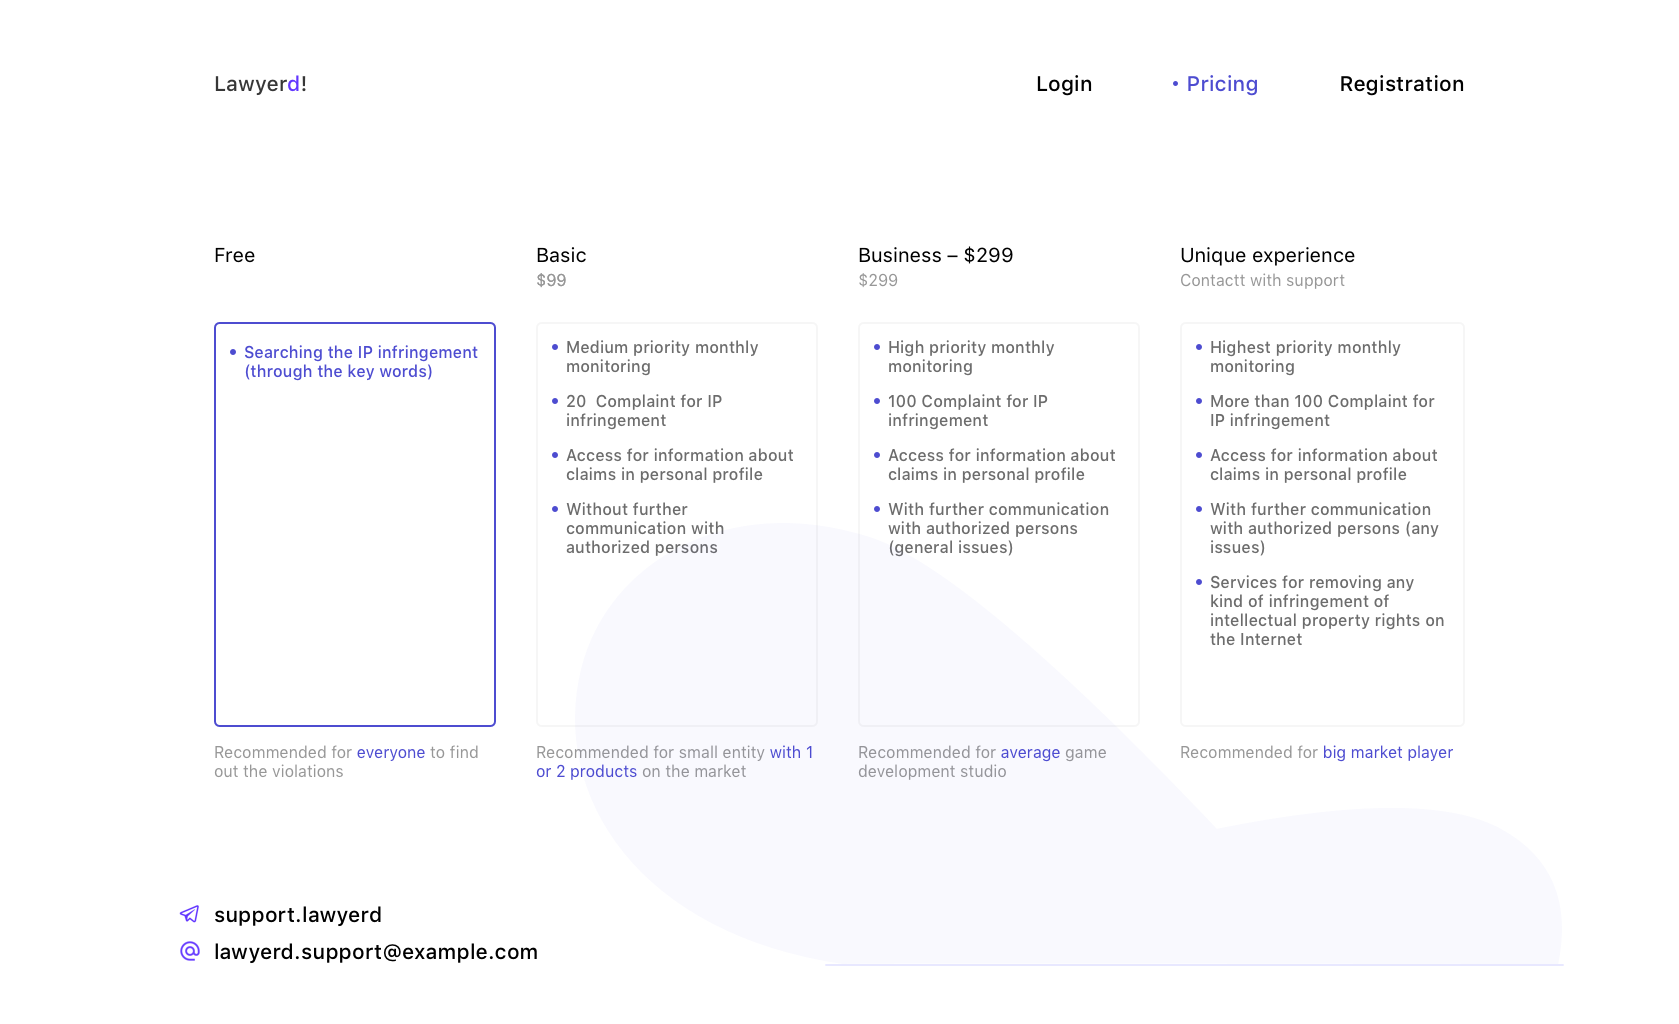 Lawyerd!
Login
• Pricing
Registration
Free
Basic
$99
Business – $299
$299
Unique experience
Contactt with support
• Searching the IP infringement
(through the key words)
• Medium priority monthly
monitoring
• 20  Complaint for IP
infringement
• Access for information about
claims in personal profile
• Without further
communication with
authorized persons
• High priority monthly
monitoring
• 100 Complaint for IP
infringement
• Access for information about
claims in personal profile
• With further communication
with authorized persons
(general issues)
• Highest priority monthly
monitoring
• More than 100 Complaint for
IP infringement
• Access for information about
claims in personal profile
• With further communication
with authorized persons (any
issues)
• Services for removing any
kind of infringement of
intellectual property rights on
the Internet
Recommended for everyone to find
out the violations
Recommended for small entity with 1
or 2 products on the market
Recommended for average game
development studio
Recommended for big market player
support.lawyerd
lawyerd.support@example.com